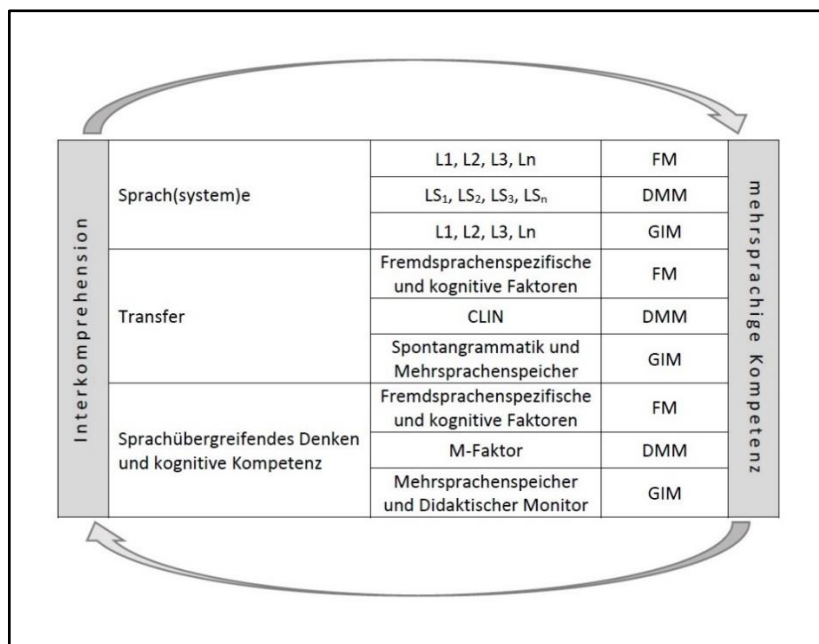 Interkomprehension
Sprach(system)e
L1, L2, L3, Ln
FM
LS₁, LS₂, LS₃, LSₙ
DMM
L1, L2, L3, Ln
GIM
Transfer
Fremdsprachenspezifische
und kognitive Faktoren
FM
CLIN
DMM
Spontangrammatik und
Mehrsprachenspeicher
GIM
Sprachübergreifendes Denken
und kognitive Kompetenz
Fremdsprachenspezifische
und kognitive Faktoren
FM
M-Faktor
DMM
Mehrsprachenspeicher
und Didaktischer Monitor
GIM
mehrsprachige Kompetenz